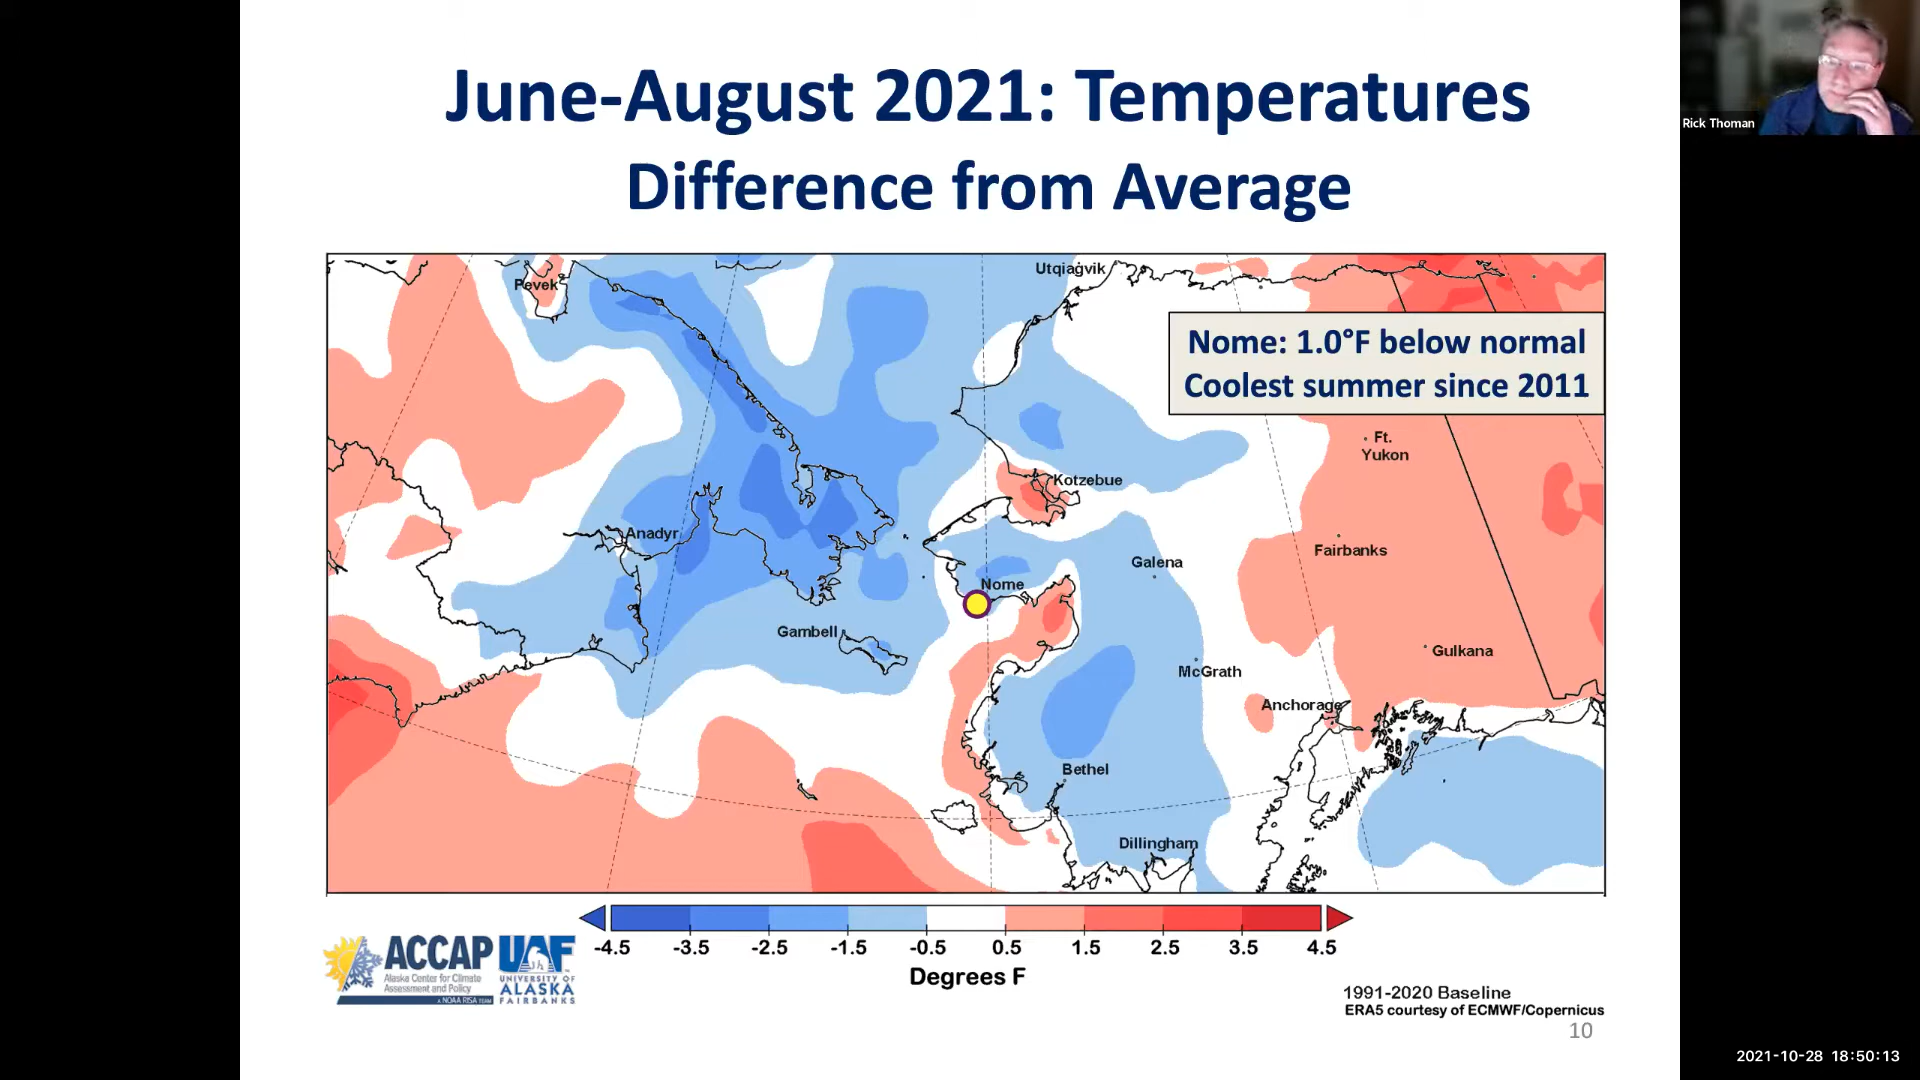 June-August 2021: Temperatures
Difference from Average
Rick Thoman
Utqiaġvik
Pevek
Nome: 1.0°F below normal
Coolest summer since 2011
Ft.
Yukon
Kotzebue
Anadyr
Fairbanks
Galena
Nome
Gambell
Gulkana
McGrath
Anchorage
Bethel
Dillingham
-4.5 -3.5 -2.5 -1.5 -0.5 0.5 1.5 2.5 3.5 4.5
Degrees F
ACCAP
Alaska Center for Climate
Assessment and Policy
A NOAA RISA TEAM
UAF
UNIVERSITY OF
ALASKA
FAIRBANKS
1991-2020 Baseline
ERA5 courtesy of ECMWF/Copernicus
10
2021-10-28 18:50:13